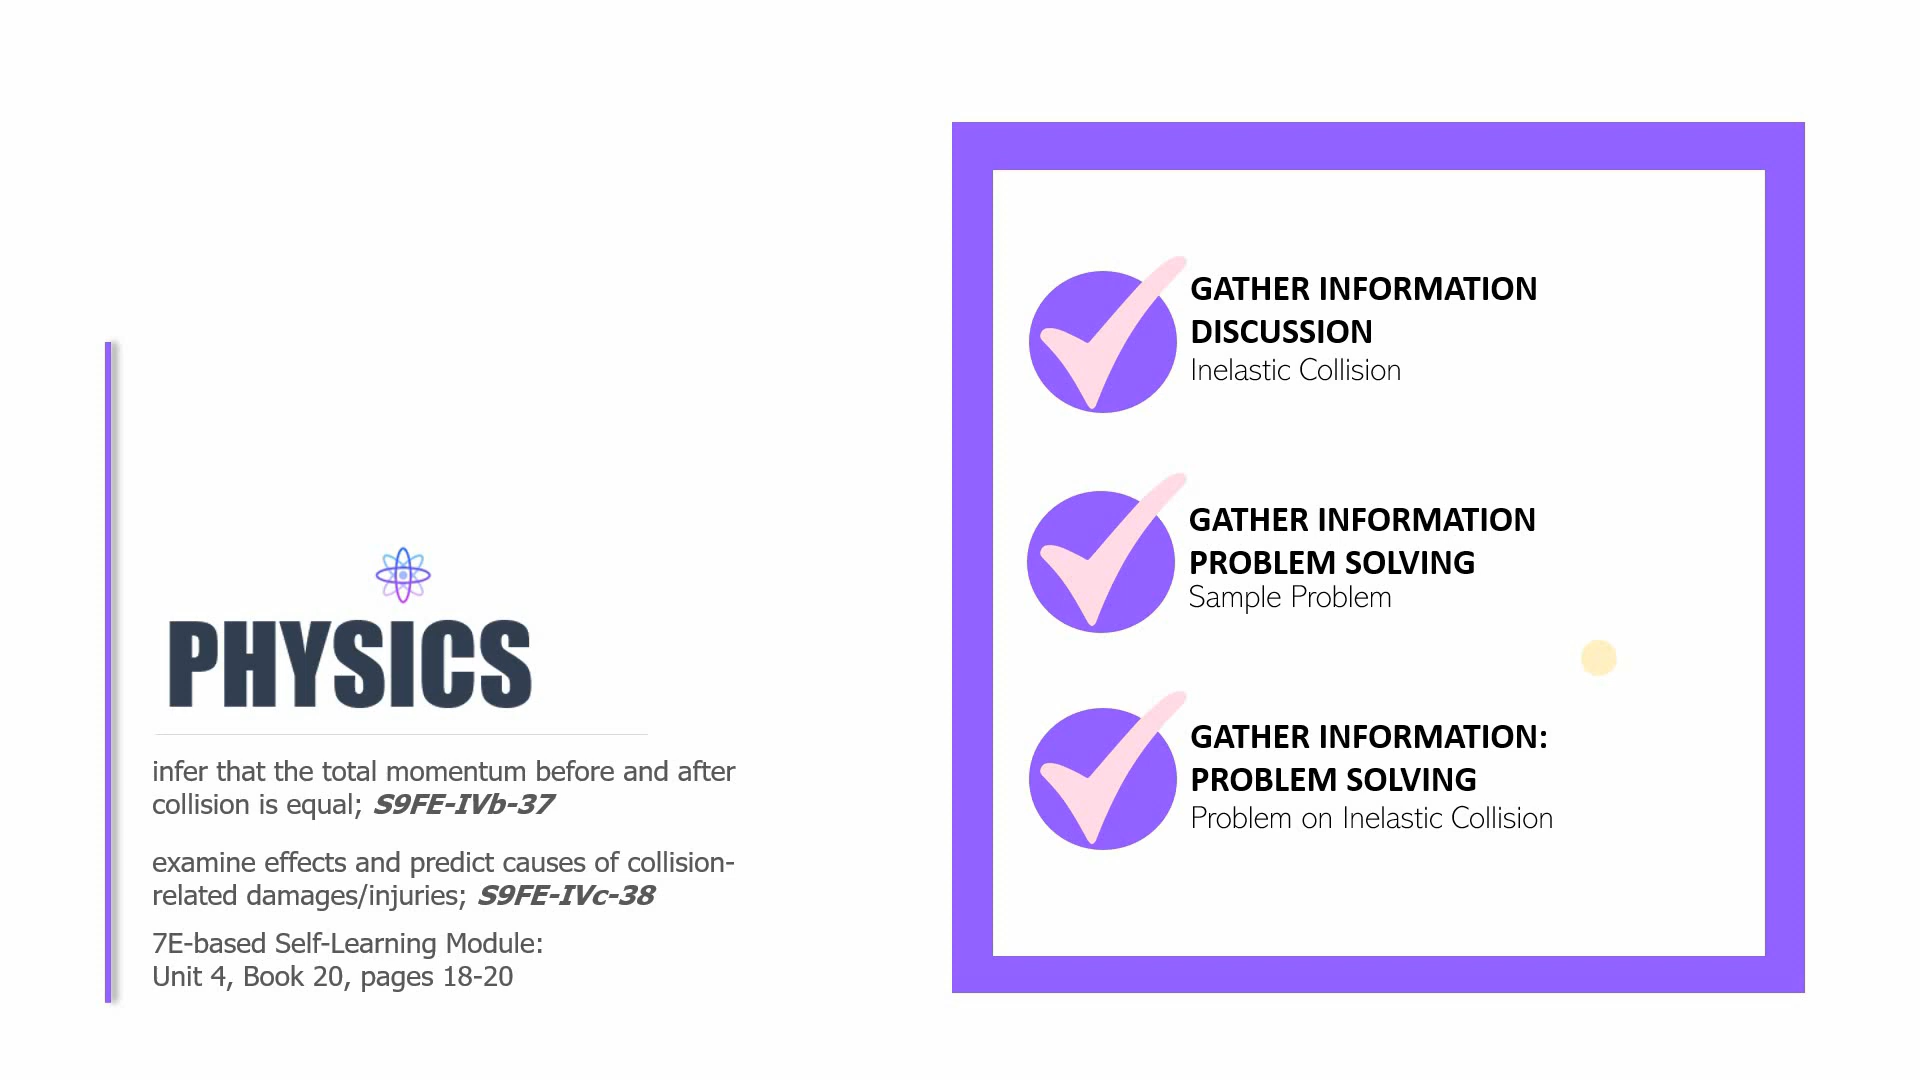 PHYSICS
infer that the total momentum before and after
collision is equal; S9FE-IVb-37
examine effects and predict causes of collision-
related damages/injuries; S9FE-IVc-38
7E-based Self-Learning Module:
Unit 4, Book 20, pages 18-20
GATHER INFORMATION
DISCUSSION
Inelastic Collision
GATHER INFORMATION
PROBLEM SOLVING
Sample Problem
GATHER INFORMATION:
PROBLEM SOLVING
Problem on Inelastic Collision